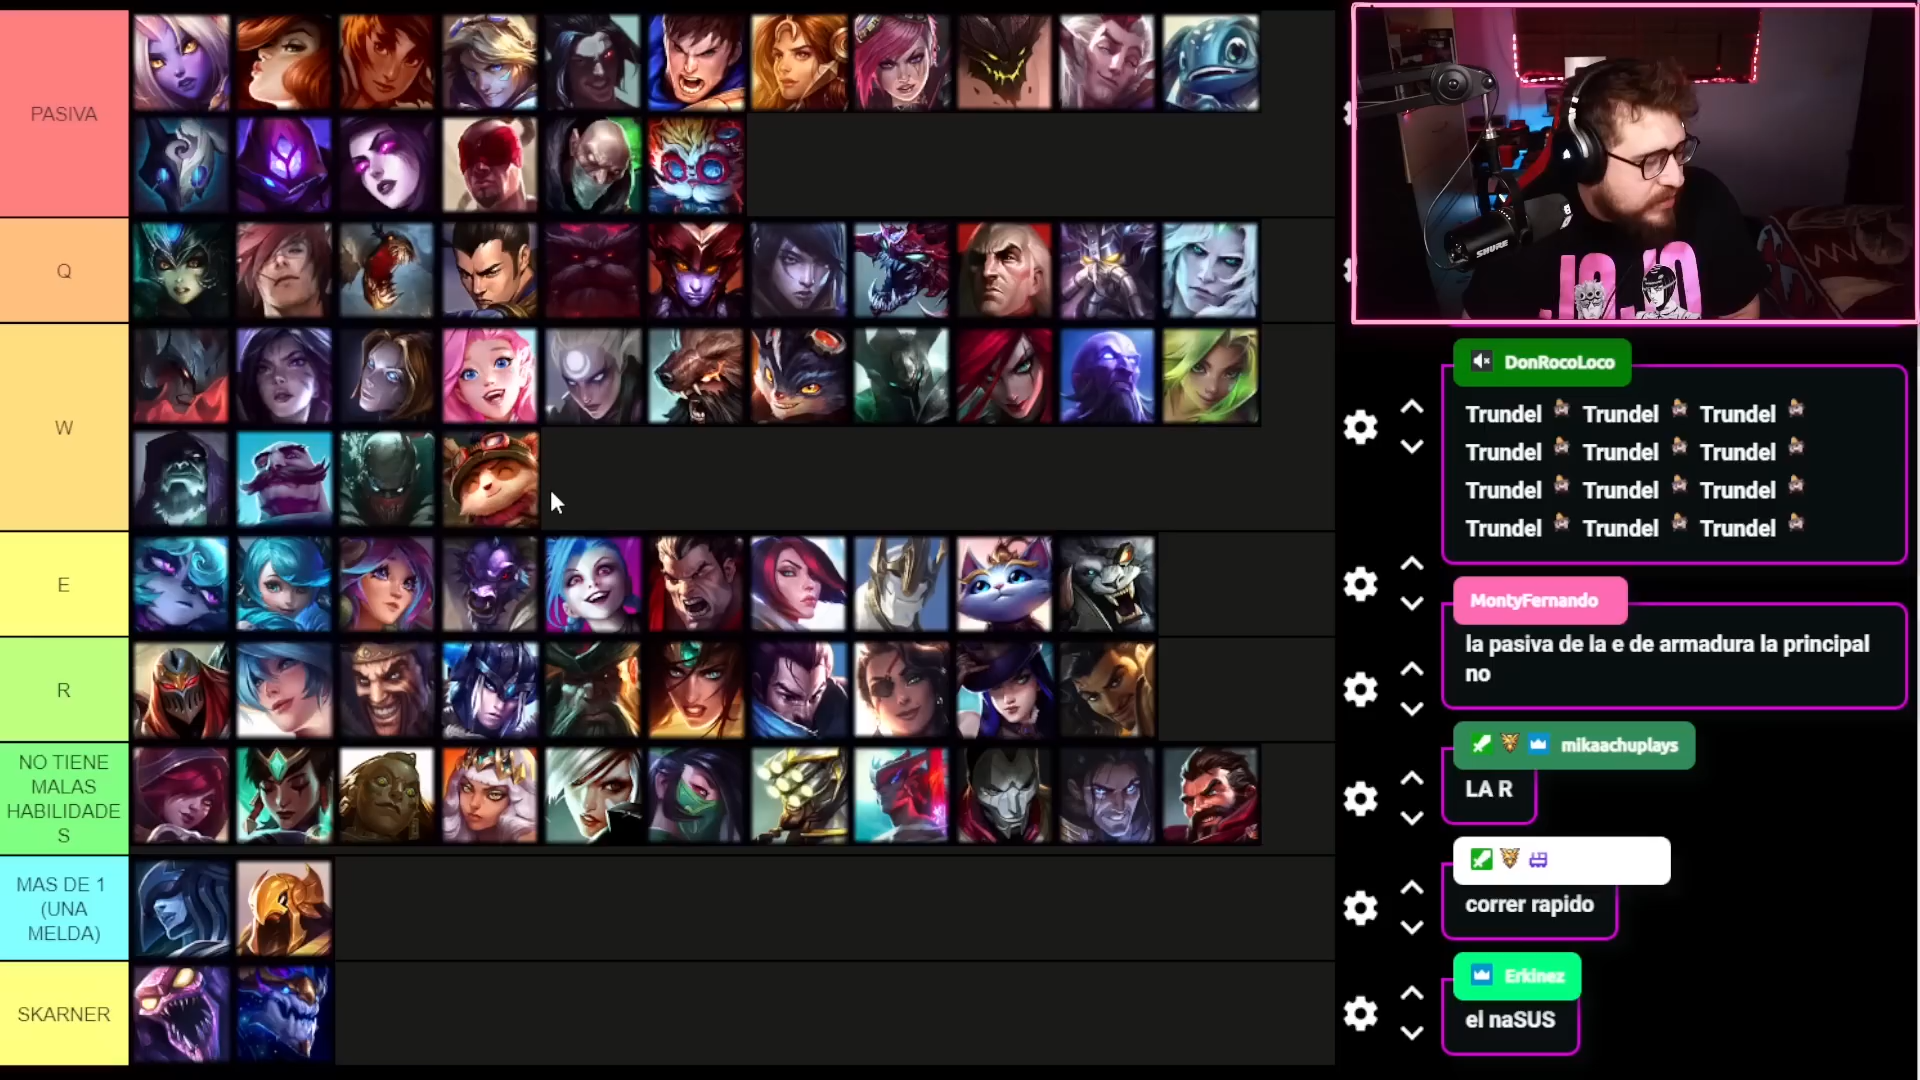 PASIVA
Q
W
E
R
NO TIENE
MALAS
HABILIDADE
S
MAS DE 1
(UNA
MELDA)
SKARNER
SHURE
JOJO
DonRocoLoco
Trundel Trundel Trundel
Trundel Trundel Trundel
Trundel Trundel Trundel
Trundel Trundel Trundel
MontyFernando
la pasiva de la e de armadura la principal
no
mikaachuplays
LA R
correr rapido
Erkinez
el naSUS